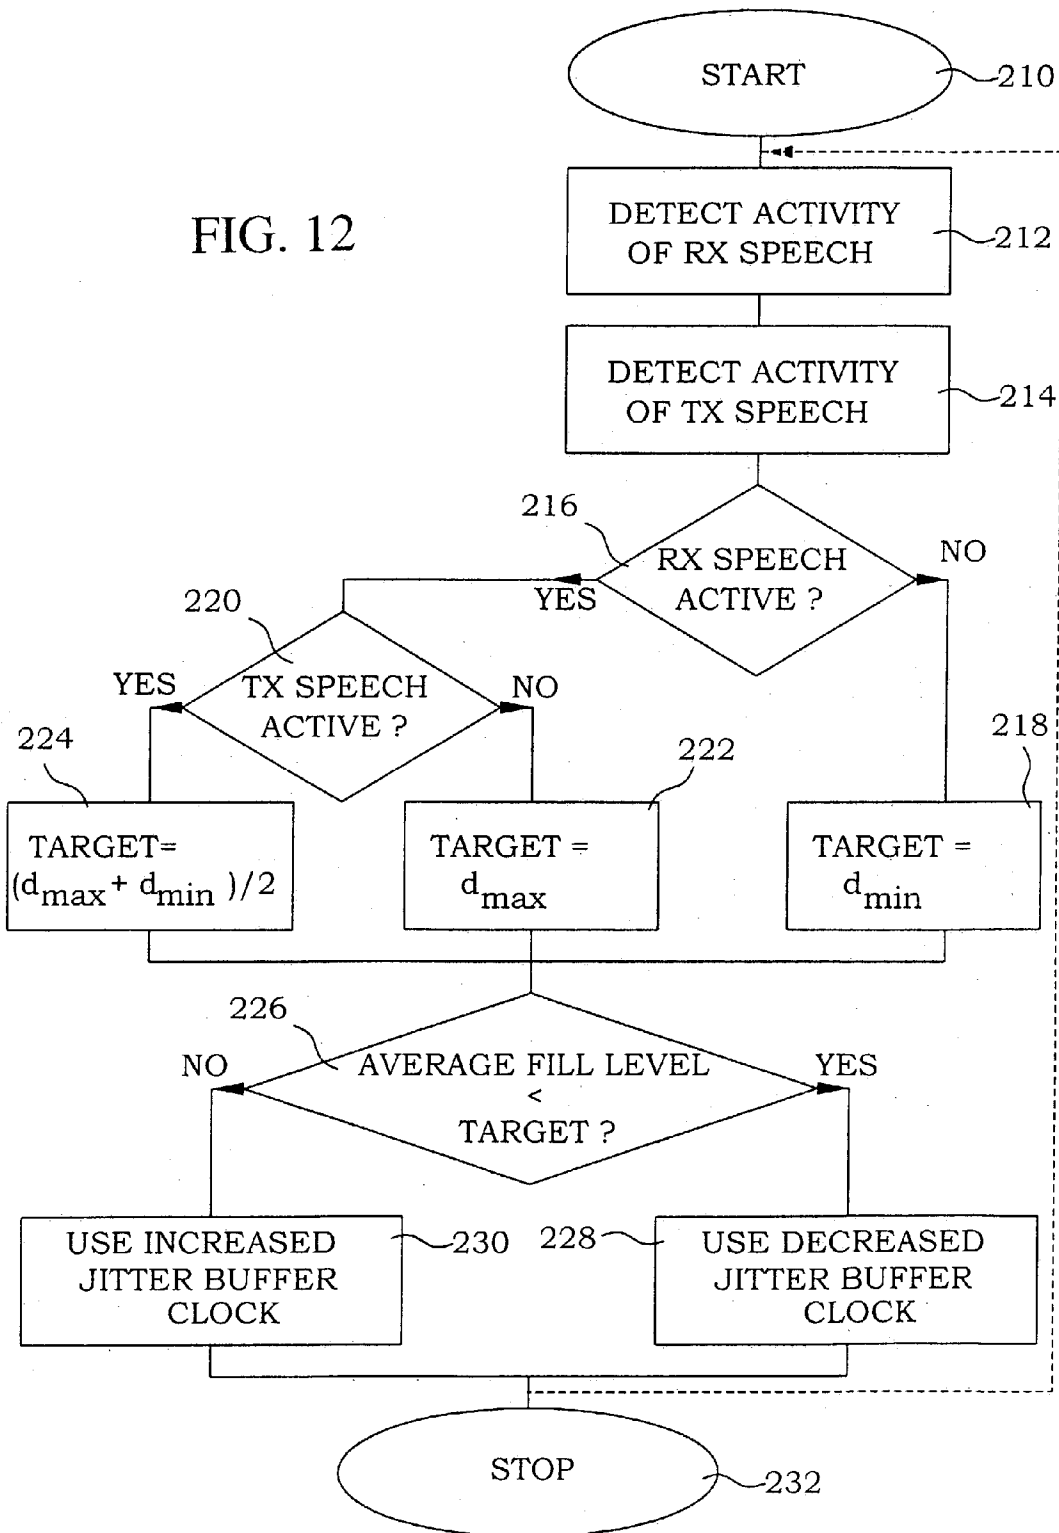 START
210
FIG. 12
DETECT ACTIVITY
OF RX SPEECH
212
DETECT ACTIVITY
OF TX SPEECH
214
216
RX SPEECH
ACTIVE ?
NO
YES
220
TX SPEECH
ACTIVE ?
YES
NO
224
222
218
TARGET=
(dmax + dmin )/2
TARGET =
dmax
TARGET =
dmin
226
AVERAGE FILL LEVEL
<
TARGET ?
NO
YES
USE INCREASED
JITTER BUFFER
CLOCK
230
228
USE DECREASED
JITTER BUFFER
CLOCK
STOP
232